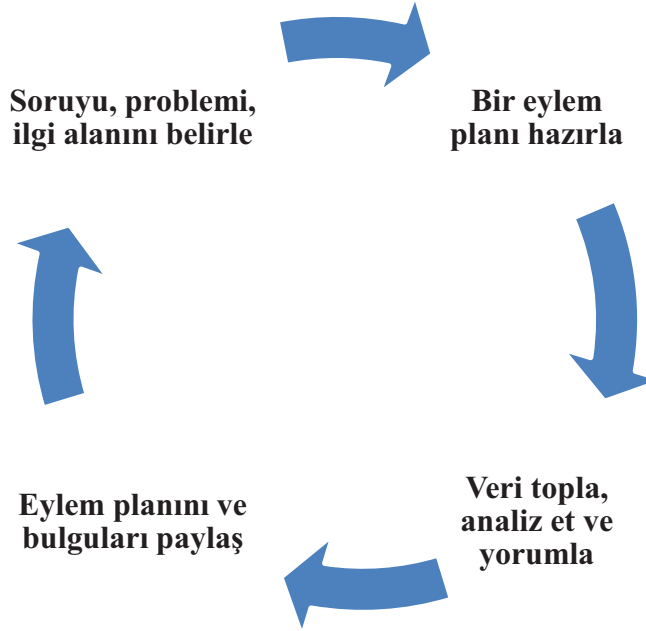 Soruyu, problemi,
ilgi alanını belirle
Bir eylem
planı hazırla
Veri topla,
analiz et ve
yorumla
Eylem planını ve
bulguları paylaş